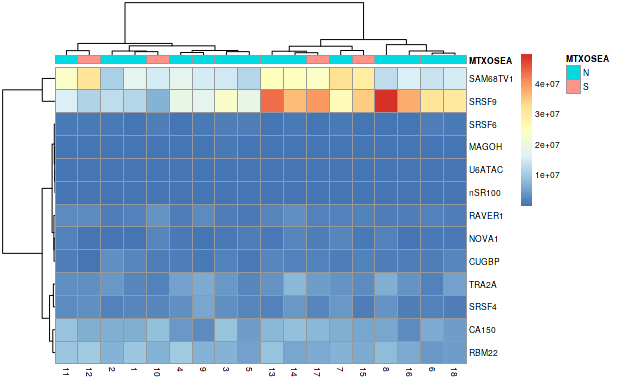 MTXOSEA
SAM68TV1
SRSF9
SRSF6
MAGOH
U6ATAC
nSR100
RAVER1
NOVA1
CUGBP
TRA2A
SRSF4
CA150
RBM22
11 12 2 1 10 4 9 3 5 13 14 17 7 15 8 16 6 18
4e+07
3e+07
2e+07
1e+07
MTXOSEA
N
S